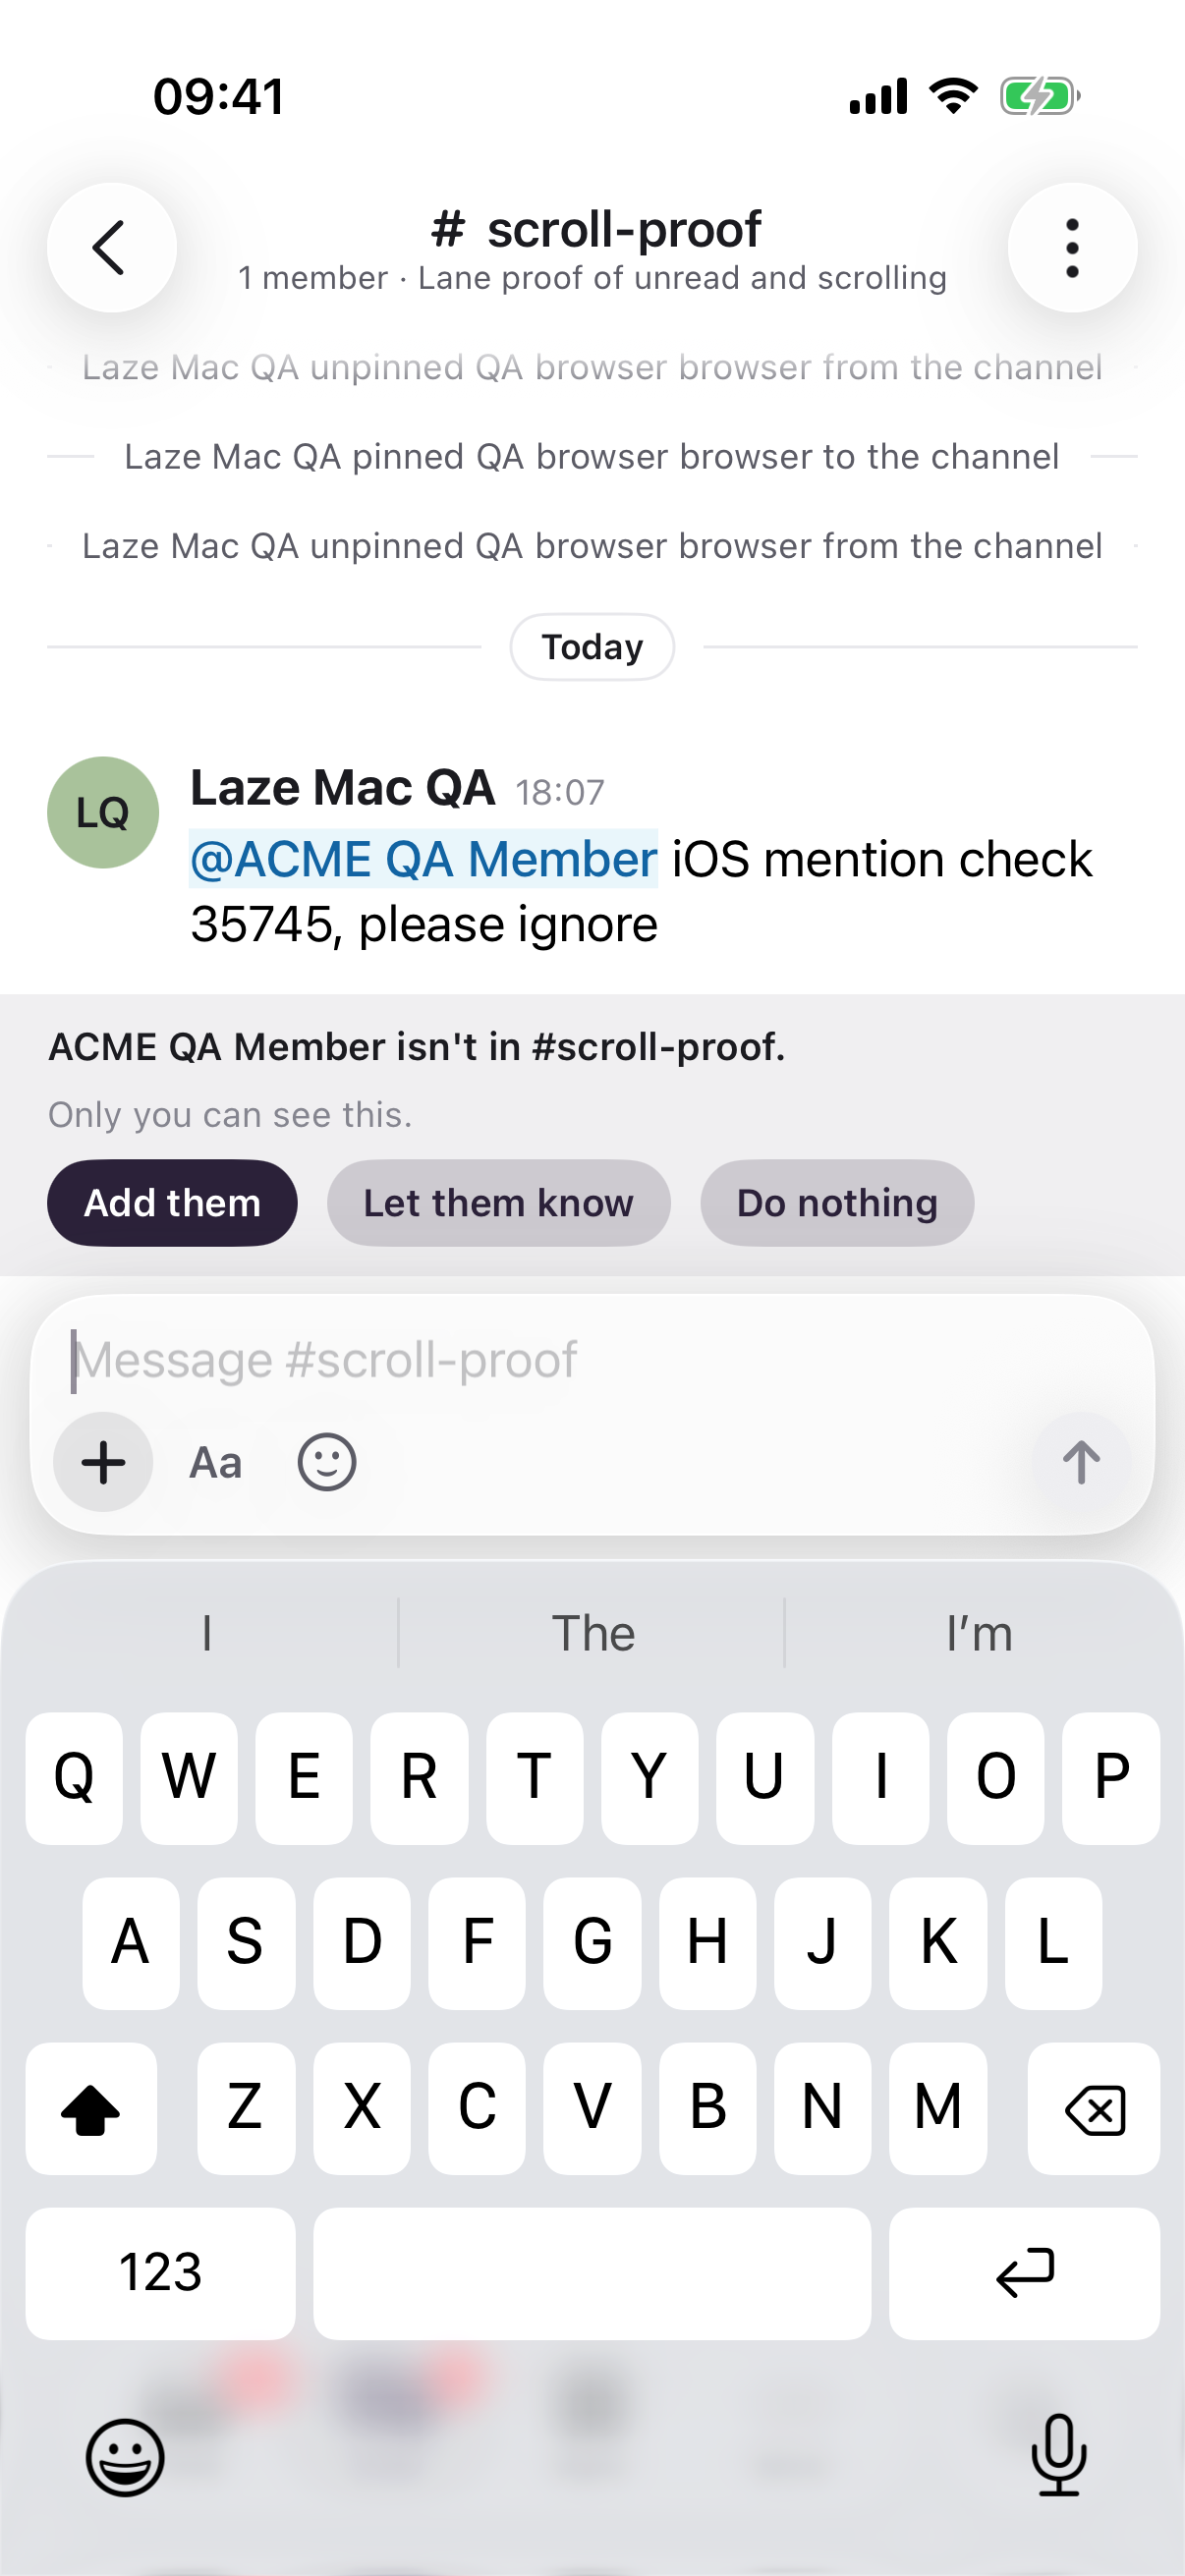 09:41
# scroll-proof
1 member · Lane proof of unread and scrolling
Laze Mac QA unpinned QA browser browser from the channel
Laze Mac QA pinned QA browser browser to the channel
Laze Mac QA unpinned QA browser browser from the channel
Today
LQ
Laze Mac QA 18:07
@ACME QA Member iOS mention check
35745, please ignore
ACME QA Member isn't in #scroll-proof.
Only you can see this.
Add them Let them know Do nothing
Message #scroll-proof
Aa
I The I’m
Q W E R T Y U I O P
A S D F G H J K L
Z X C V B N M
123